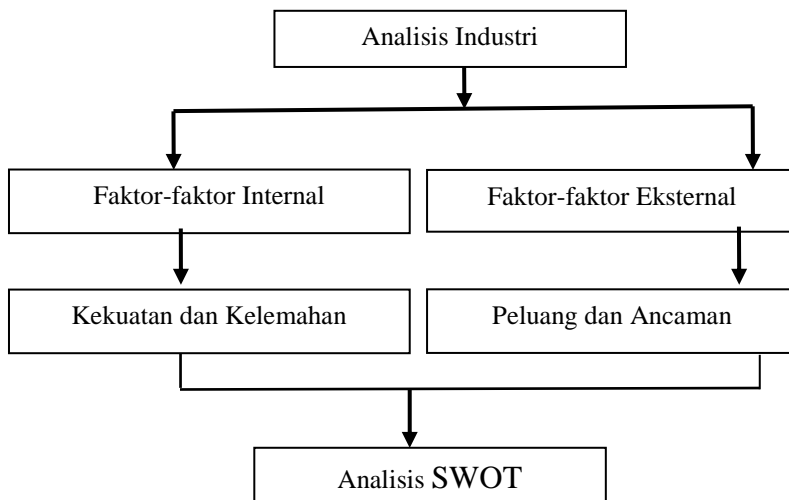 Analisis Industri
Faktor-faktor Internal
Faktor-faktor Eksternal
Kekuatan dan Kelemahan
Peluang dan Ancaman
Analisis SWOT